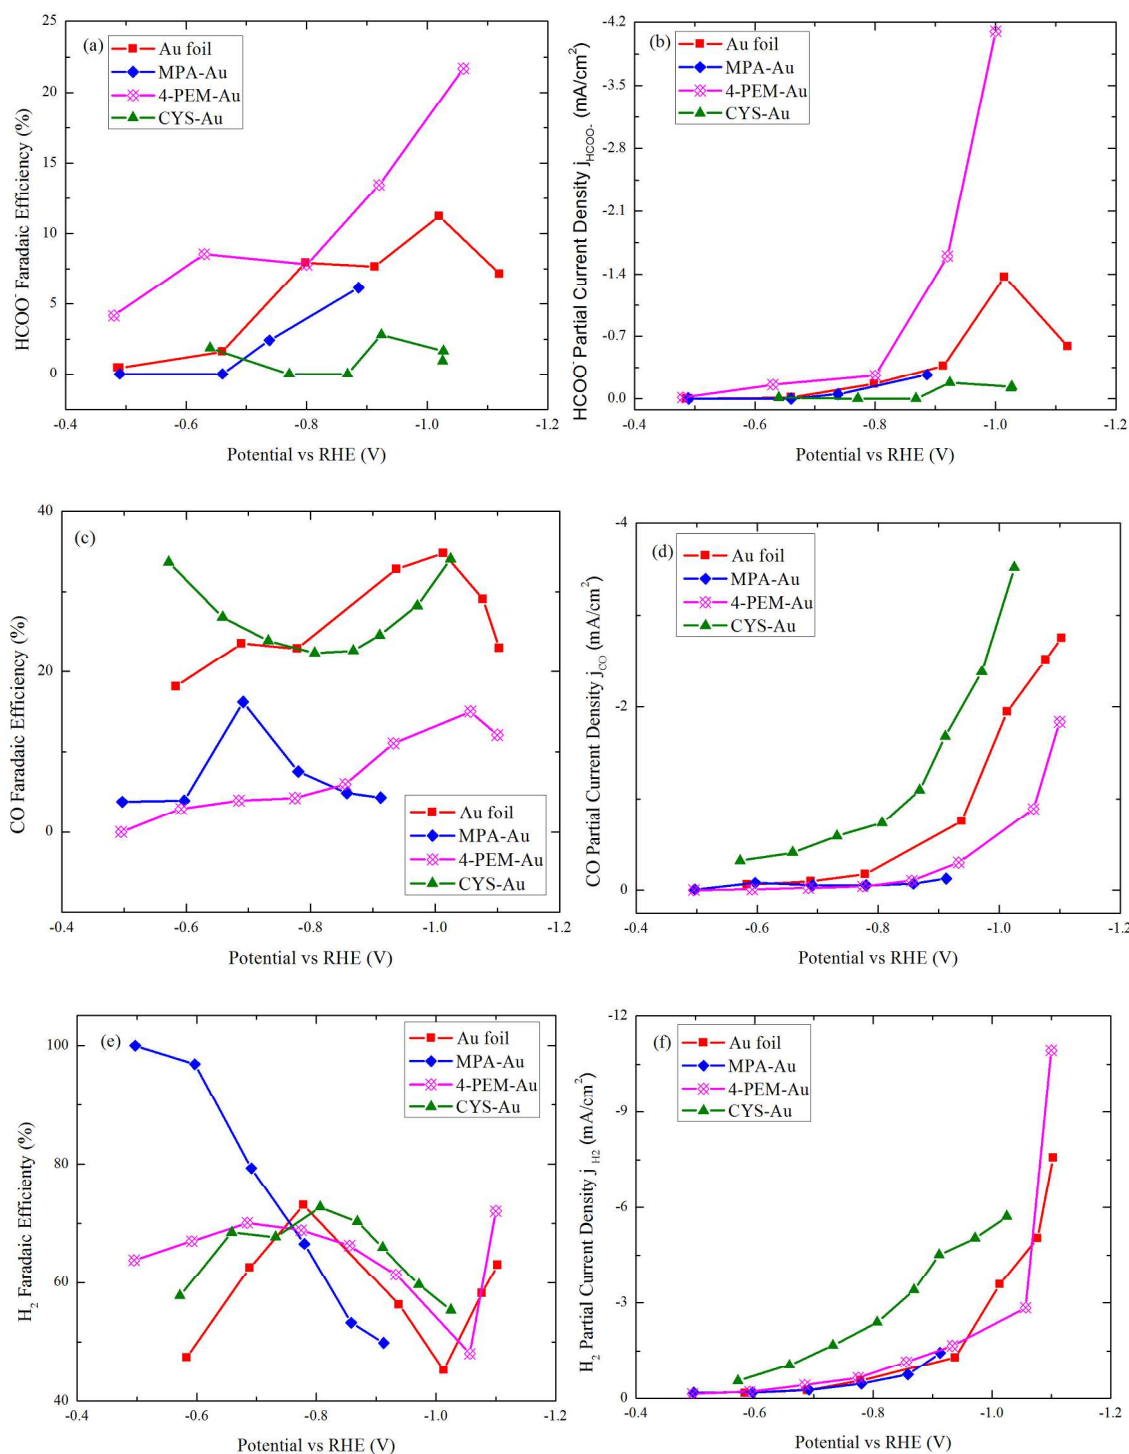 (a)
Au foil
MPA-Au
4-PEM-Au
CYS-Au
25
20
15
10
5
0
HCOO⁻ Faradaic Efficiency (%)
-0.4
-0.6
-0.8
-1.0
-1.2
Potential vs RHE (V)
(b)
Au foil
MPA-Au
4-PEM-Au
CYS-Au
-4.2
-3.5
-2.8
-2.1
-1.4
-0.7
0.0
HCOO⁻ Partial Current Density j_HCOO- (mA/cm²)
-0.4
-0.6
-0.8
-1.0
-1.2
Potential vs RHE (V)
(c)
40
30
20
10
0
CO Faradaic Efficiency (%)
Au foil
MPA-Au
4-PEM-Au
CYS-Au
-0.4
-0.6
-0.8
-1.0
-1.2
Potential vs RHE (V)
(d)
Au foil
MPA-Au
4-PEM-Au
CYS-Au
-4
-2
0
CO Partial Current Density j_CO (mA/cm²)
-0.4
-0.6
-0.8
-1.0
-1.2
Potential vs RHE (V)
(e)
Au foil
MPA-Au
4-PEM-Au
CYS-Au
100
80
60
40
H₂ Faradaic Efficienty (%)
-0.4
-0.6
-0.8
-1.0
-1.2
Potential vs RHE (V)
(f)
Au foil
MPA-Au
4-PEM-Au
CYS-Au
-12
-9
-6
-3
0
H₂ Partial Current Density j_H2 (mA/cm²)
-0.4
-0.6
-0.8
-1.0
-1.2
Potential vs RHE (V)